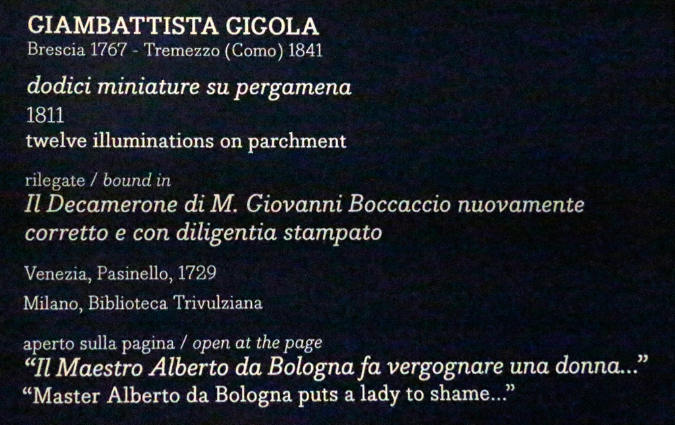 GIAMBATTISTA GIGOLA
Brescia 1767 - Tremezzo (Como) 1841
dodici miniature su pergamena
1811
twelve illuminations on parchment
rilegate / bound in
Il Decamerone di M. Giovanni Boccaccio nuovamente
corretto e con diligentia stampato
Venezia, Pasinello, 1729
Milano, Biblioteca Trivulziana
aperto sulla pagina / open at the page
“Il Maestro Alberto da Bologna fa vergognare una donna...”
“Master Alberto da Bologna puts a lady to shame...”